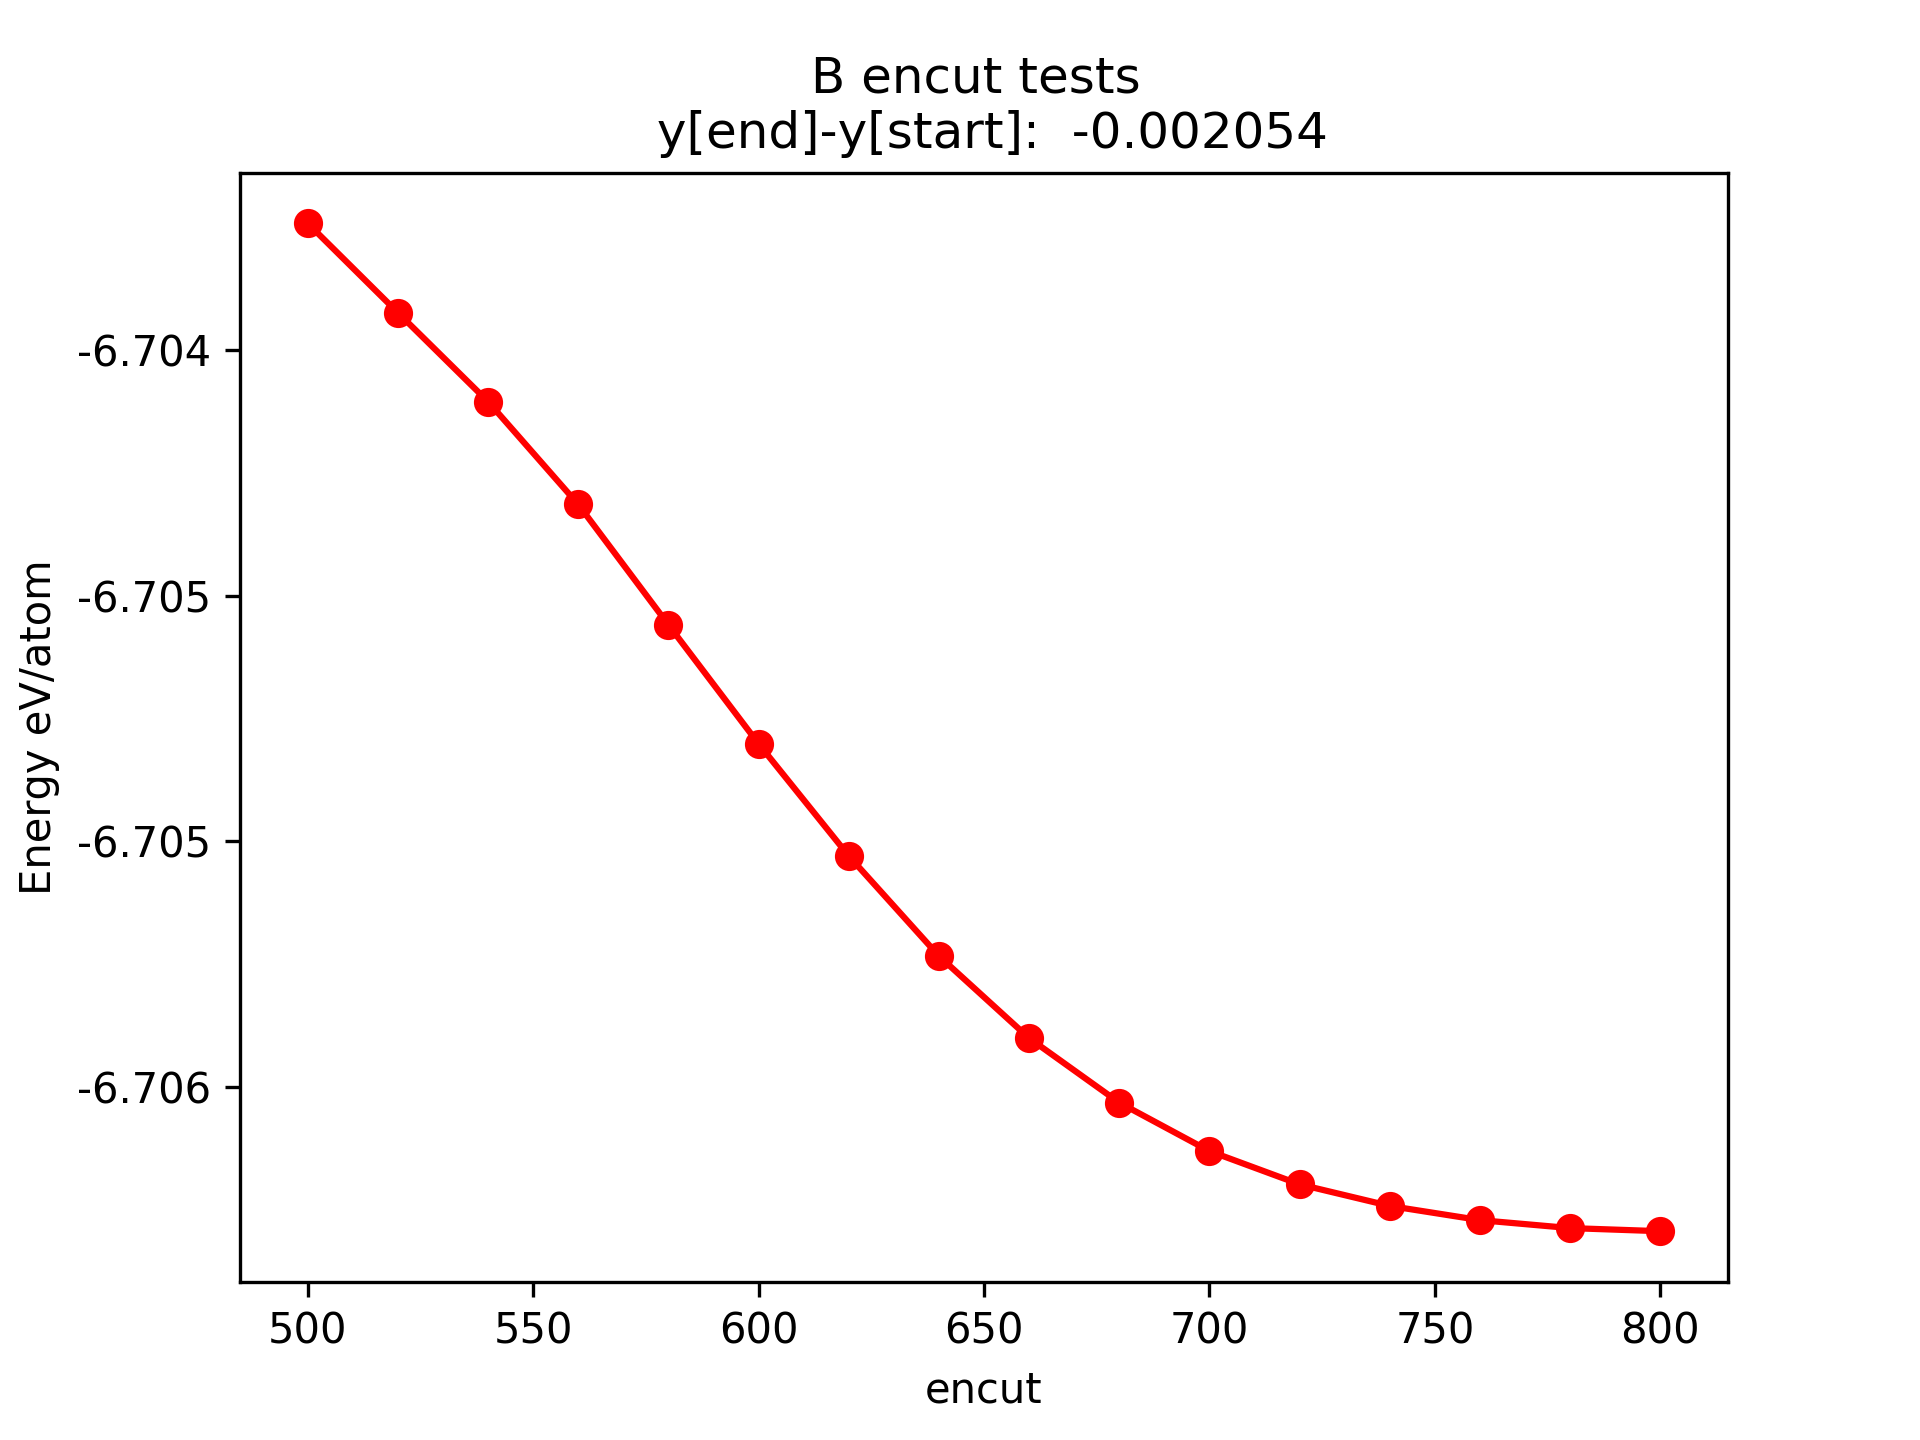 B encut tests
y[end]-y[start]:  -0.002054
Energy eV/atom
-6.704
-6.705
-6.705
-6.706
500 550 600 650 700 750 800
encut